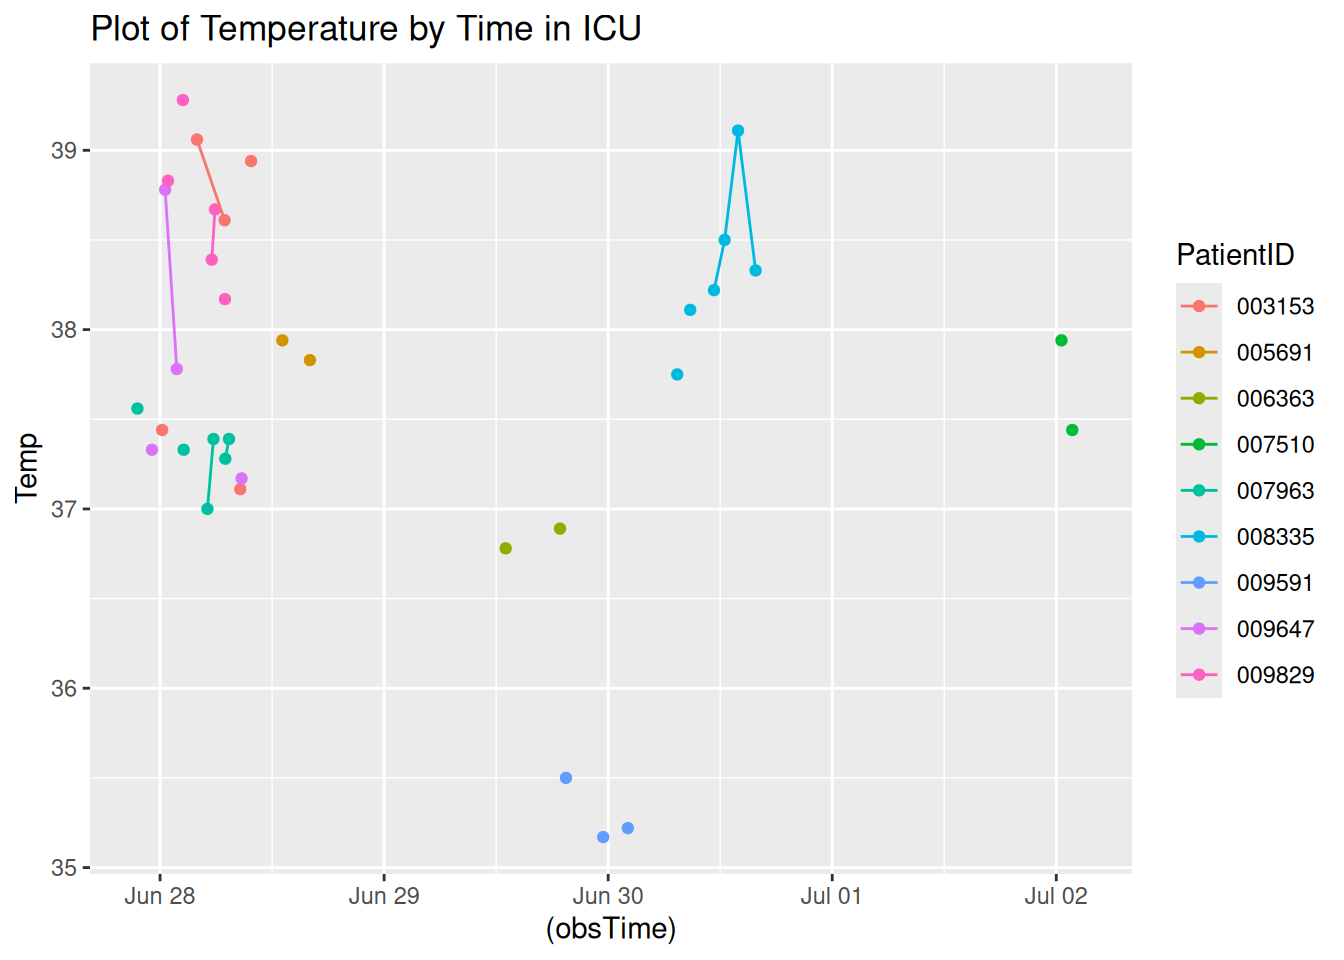 Plot of Temperature by Time in ICU
Temp
39
38
37
36
35
Jun 28
Jun 29
Jun 30
Jul 01
Jul 02
(obsTime)
PatientID
003153
005691
006363
007510
007963
008335
009591
009647
009829